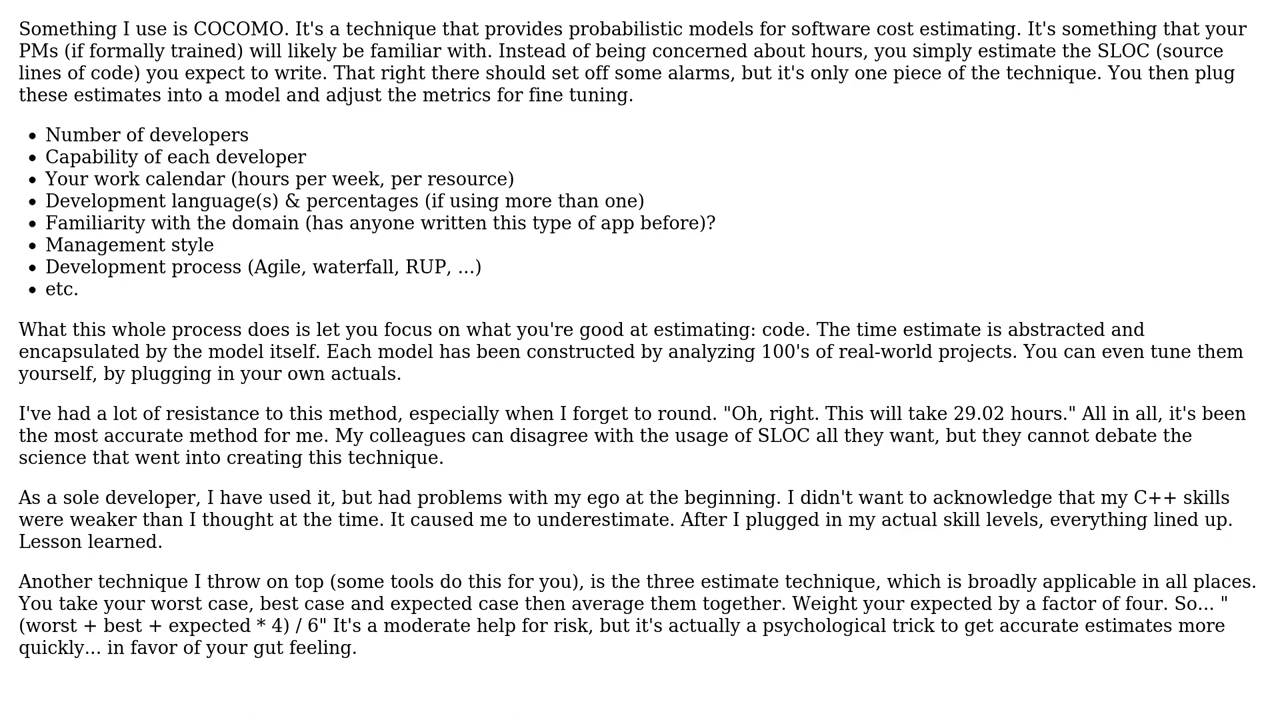 Something I use is COCOMO. It's a technique that provides probabilistic models for software cost estimating. It's something that your
PMs (if formally trained) will likely be familiar with. Instead of being concerned about hours, you simply estimate the SLOC (source
lines of code) you expect to write. That right there should set off some alarms, but it's only one piece of the technique. You then plug
these estimates into a model and adjust the metrics for fine tuning.
• Number of developers
• Capability of each developer
• Your work calendar (hours per week, per resource)
• Development language(s) & percentages (if using more than one)
• Familiarity with the domain (has anyone written this type of app before)?
• Management style
• Development process (Agile, waterfall, RUP, ...)
• etc.
What this whole process does is let you focus on what you're good at estimating: code. The time estimate is abstracted and
encapsulated by the model itself. Each model has been constructed by analyzing 100's of real-world projects. You can even tune them
yourself, by plugging in your own actuals.
I've had a lot of resistance to this method, especially when I forget to round. "Oh, right. This will take 29.02 hours." All in all, it's been
the most accurate method for me. My colleagues can disagree with the usage of SLOC all they want, but they cannot debate the
science that went into creating this technique.
As a sole developer, I have used it, but had problems with my ego at the beginning. I didn't want to acknowledge that my C++ skills
were weaker than I thought at the time. It caused me to underestimate. After I plugged in my actual skill levels, everything lined up.
Lesson learned.
Another technique I throw on top (some tools do this for you), is the three estimate technique, which is broadly applicable in all places.
You take your worst case, best case and expected case then average them together. Weight your expected by a factor of four. So... "
(worst + best + expected * 4) / 6" It's a moderate help for risk, but it's actually a psychological trick to get accurate estimates more
quickly... in favor of your gut feeling.